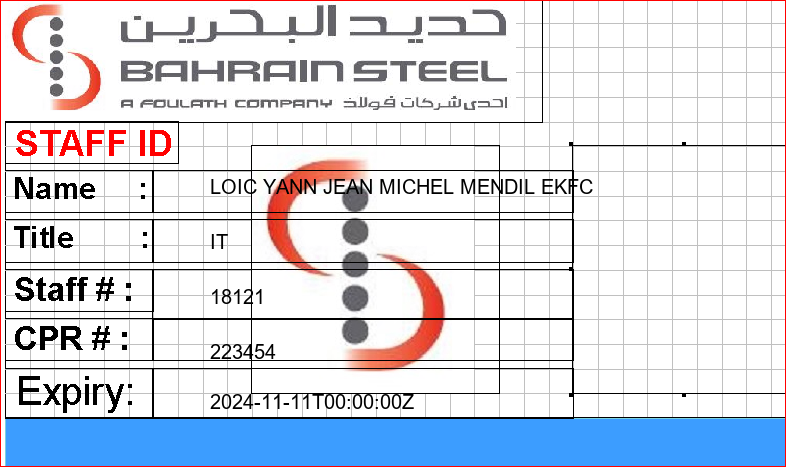 حديد البحرين
BAHRAIN STEEL
A FOULATH COMPANY احدى شركات فولاذ
STAFF ID
Name : LOIC YANN JEAN MICHEL MENDIL EKFC
Title : IT
Staff # : 18121
CPR # : 223454
Expiry: 2024-11-11T00:00:00Z